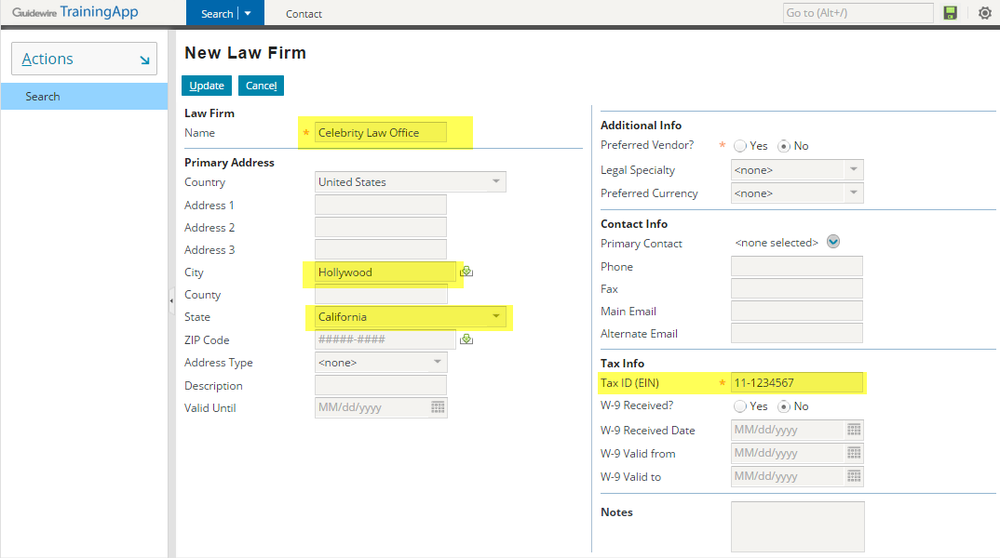 Guidewire TrainingApp
Search
Contact
Go to (Alt+/)
Actions
Search
New Law Firm
Update
Cancel
Law Firm
Name * Celebrity Law Office
Primary Address
Country United States
Address 1
Address 2
Address 3
City Hollywood
County
State California
ZIP Code #####-####
Address Type <none>
Description
Valid Until MM/dd/yyyy
Additional Info
Preferred Vendor? * Yes No
Legal Specialty <none>
Preferred Currency <none>
Contact Info
Primary Contact <none selected>
Phone
Fax
Main Email
Alternate Email
Tax Info
Tax ID (EIN) * 11-1234567
W-9 Received? Yes No
W-9 Received Date MM/dd/yyyy
W-9 Valid from MM/dd/yyyy
W-9 Valid to MM/dd/yyyy
Notes